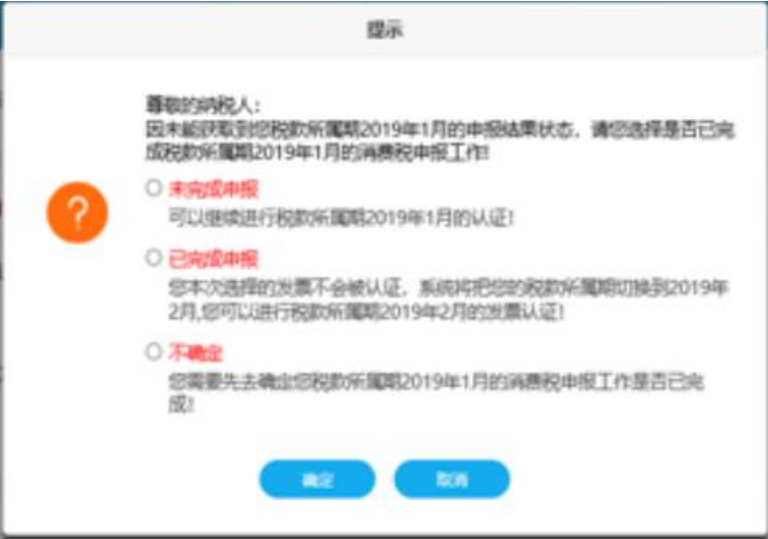 提示
尊敬的纳税人：
因未能获取到您税款所属期2019年1月的申报结果状态，请您选择是否已完
成税款所属期2019年1月的消费税申报工作!
未完成申报
可以继续进行税款所属期2019年1月的认证!
已完成申报
您本次选择的发票不会被认证，系统将把您的税款所属期切换到2019年
2月,您可以进行税款所属期2019年2月的发票认证!
不确定
您需要先去确定您税款所属期2019年1月的消费税申报工作是否已完
成!
确定
取消